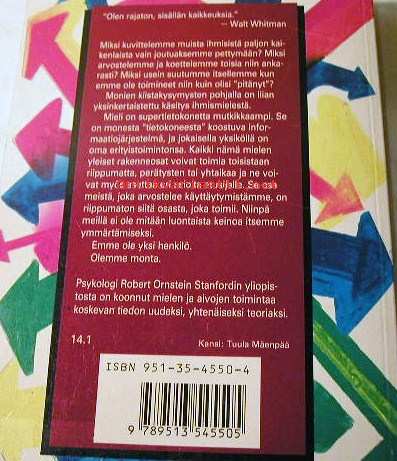 "Olen rajaton, sisällän kaikkeuksia."
— Walt Whitman
Miksi kuvittelemme muista ihmisistä paljon kai-
kenlaista vain joutuaksemme pettymään? Miksi
arvostelemme ja koettelemme toisia niin anka-
rasti? Miksi usein suutumme itsellemme kun
emme ole toimineet niin kuin olisi "pitänyt"?
Monien kiistakysymysten pohjalla on liian
yksinkertaistettu käsitys ihmismielestä.
Mieli on supertietokonetta mutkikkaampi. Se
on monesta "tietokoneesta" koostuva infor-
maatiojärjestelmä, ja jokaisella yksiköllä on
oma erityistoimintonsa. Kaikki nämä mielen
yleiset rakenneosat voivat toimia toisistaan
riippumatta, perätysten tai yhtaikaa ja ne voi-
vat myös
meistä, joka arvostelee käyttäytymistämme, on
riippumaton siitä osasta, joka toimii. Niinpä
meillä ei ole mitään luontaista keinoa itsemme
ymmärtämiseksi.
Emme ole yksi henkilö.
Olemme monta.
Psykologi Robert Ornstein Stanfordin yliopis-
tosta on koonnut mielen ja aivojen toimintaa
koskevan tiedon uudeksi, yhtenäiseksi teoriaksi.
14.1
Kansi: Tuula Mäenpää
ISBN 951-35-4550-4
9 789513 545505